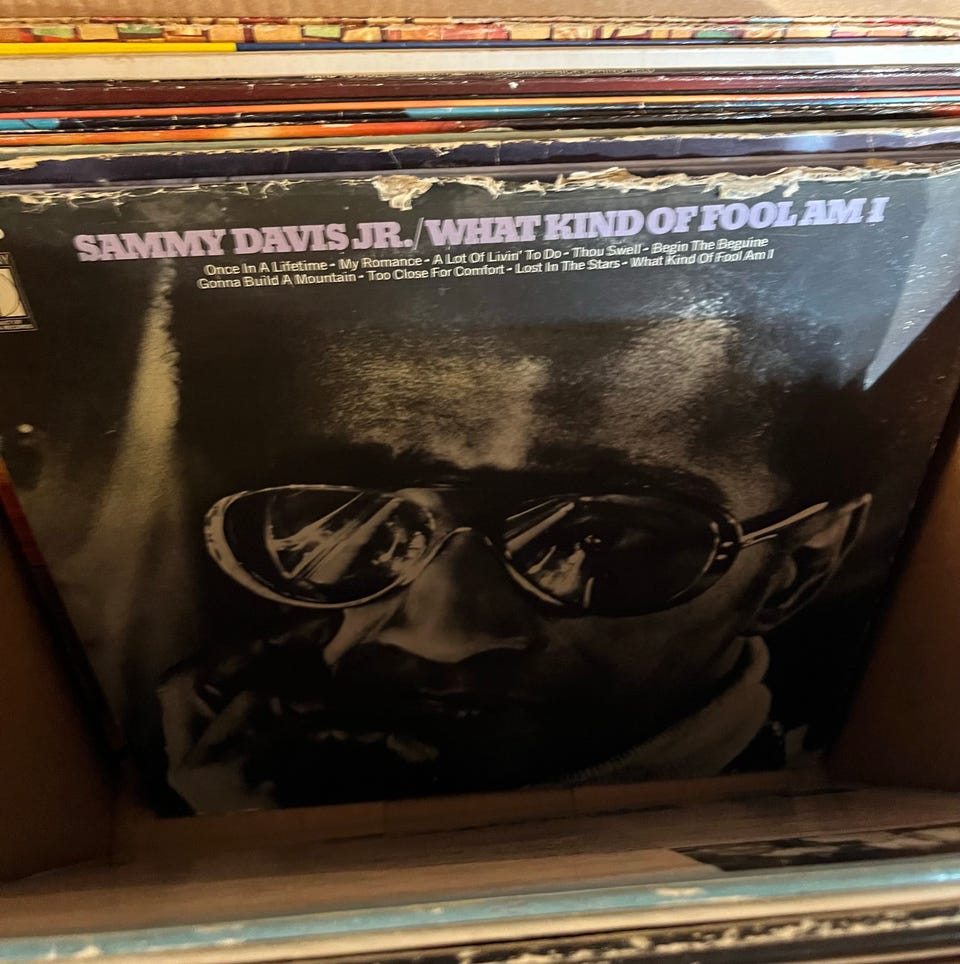 SAMMY DAVIS JR./WHAT KIND OF FOOL AM I
Once In A Lifetime - My Romance - A Lot Of Livin' To Do - Thou Swell - Begin The Beguine
Gonna Build A Mountain - Too Close For Comfort - Lost In The Stars - What Kind Of Fool Am I